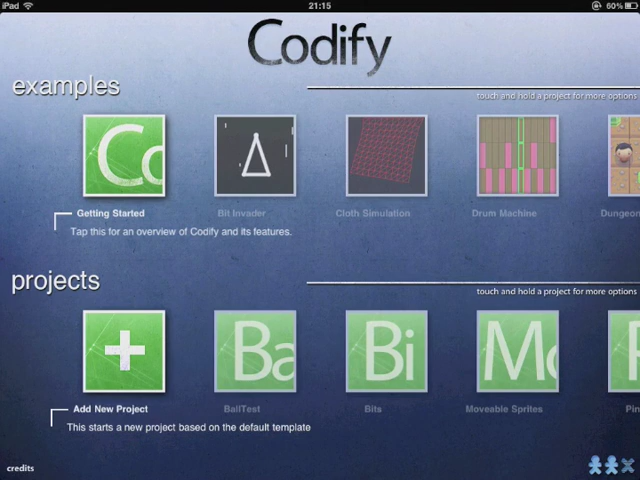 iPad 21:15 60%
Codify
examples
touch and hold a project for more options
Co
Getting Started Bit Invader Cloth Simulation Drum Machine Dungeon
Tap this for an overview of Codify and its features.
projects
touch and hold a project for more options
Ba Bi Mo
Add New Project BallTest Bits Moveable Sprites Pin
This starts a new project based on the default template
credits